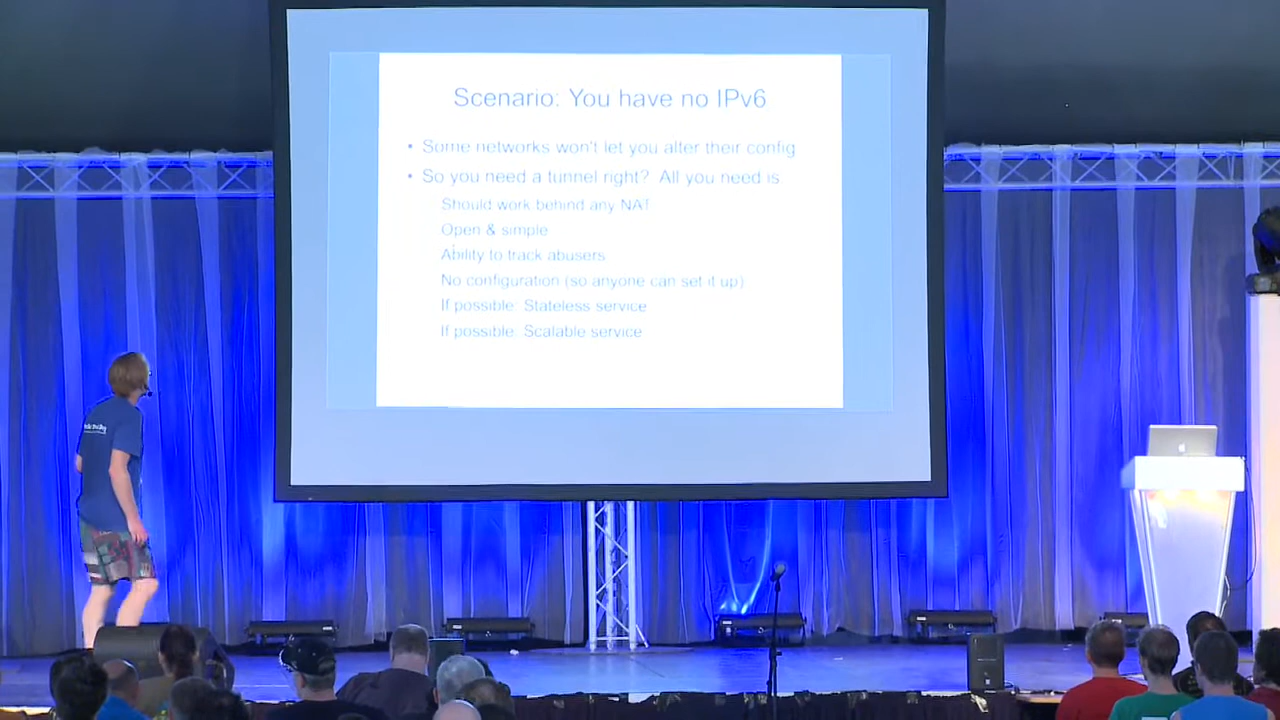 Scenario: You have no IPv6
• Some networks won't let you alter their config
• So you need a tunnel right? All you need is
Should work behind any NAT
Open & simple
Ability to track abusers
No configuration (so anyone can set it up)
If possible: Stateless service
If possible: Scalable service